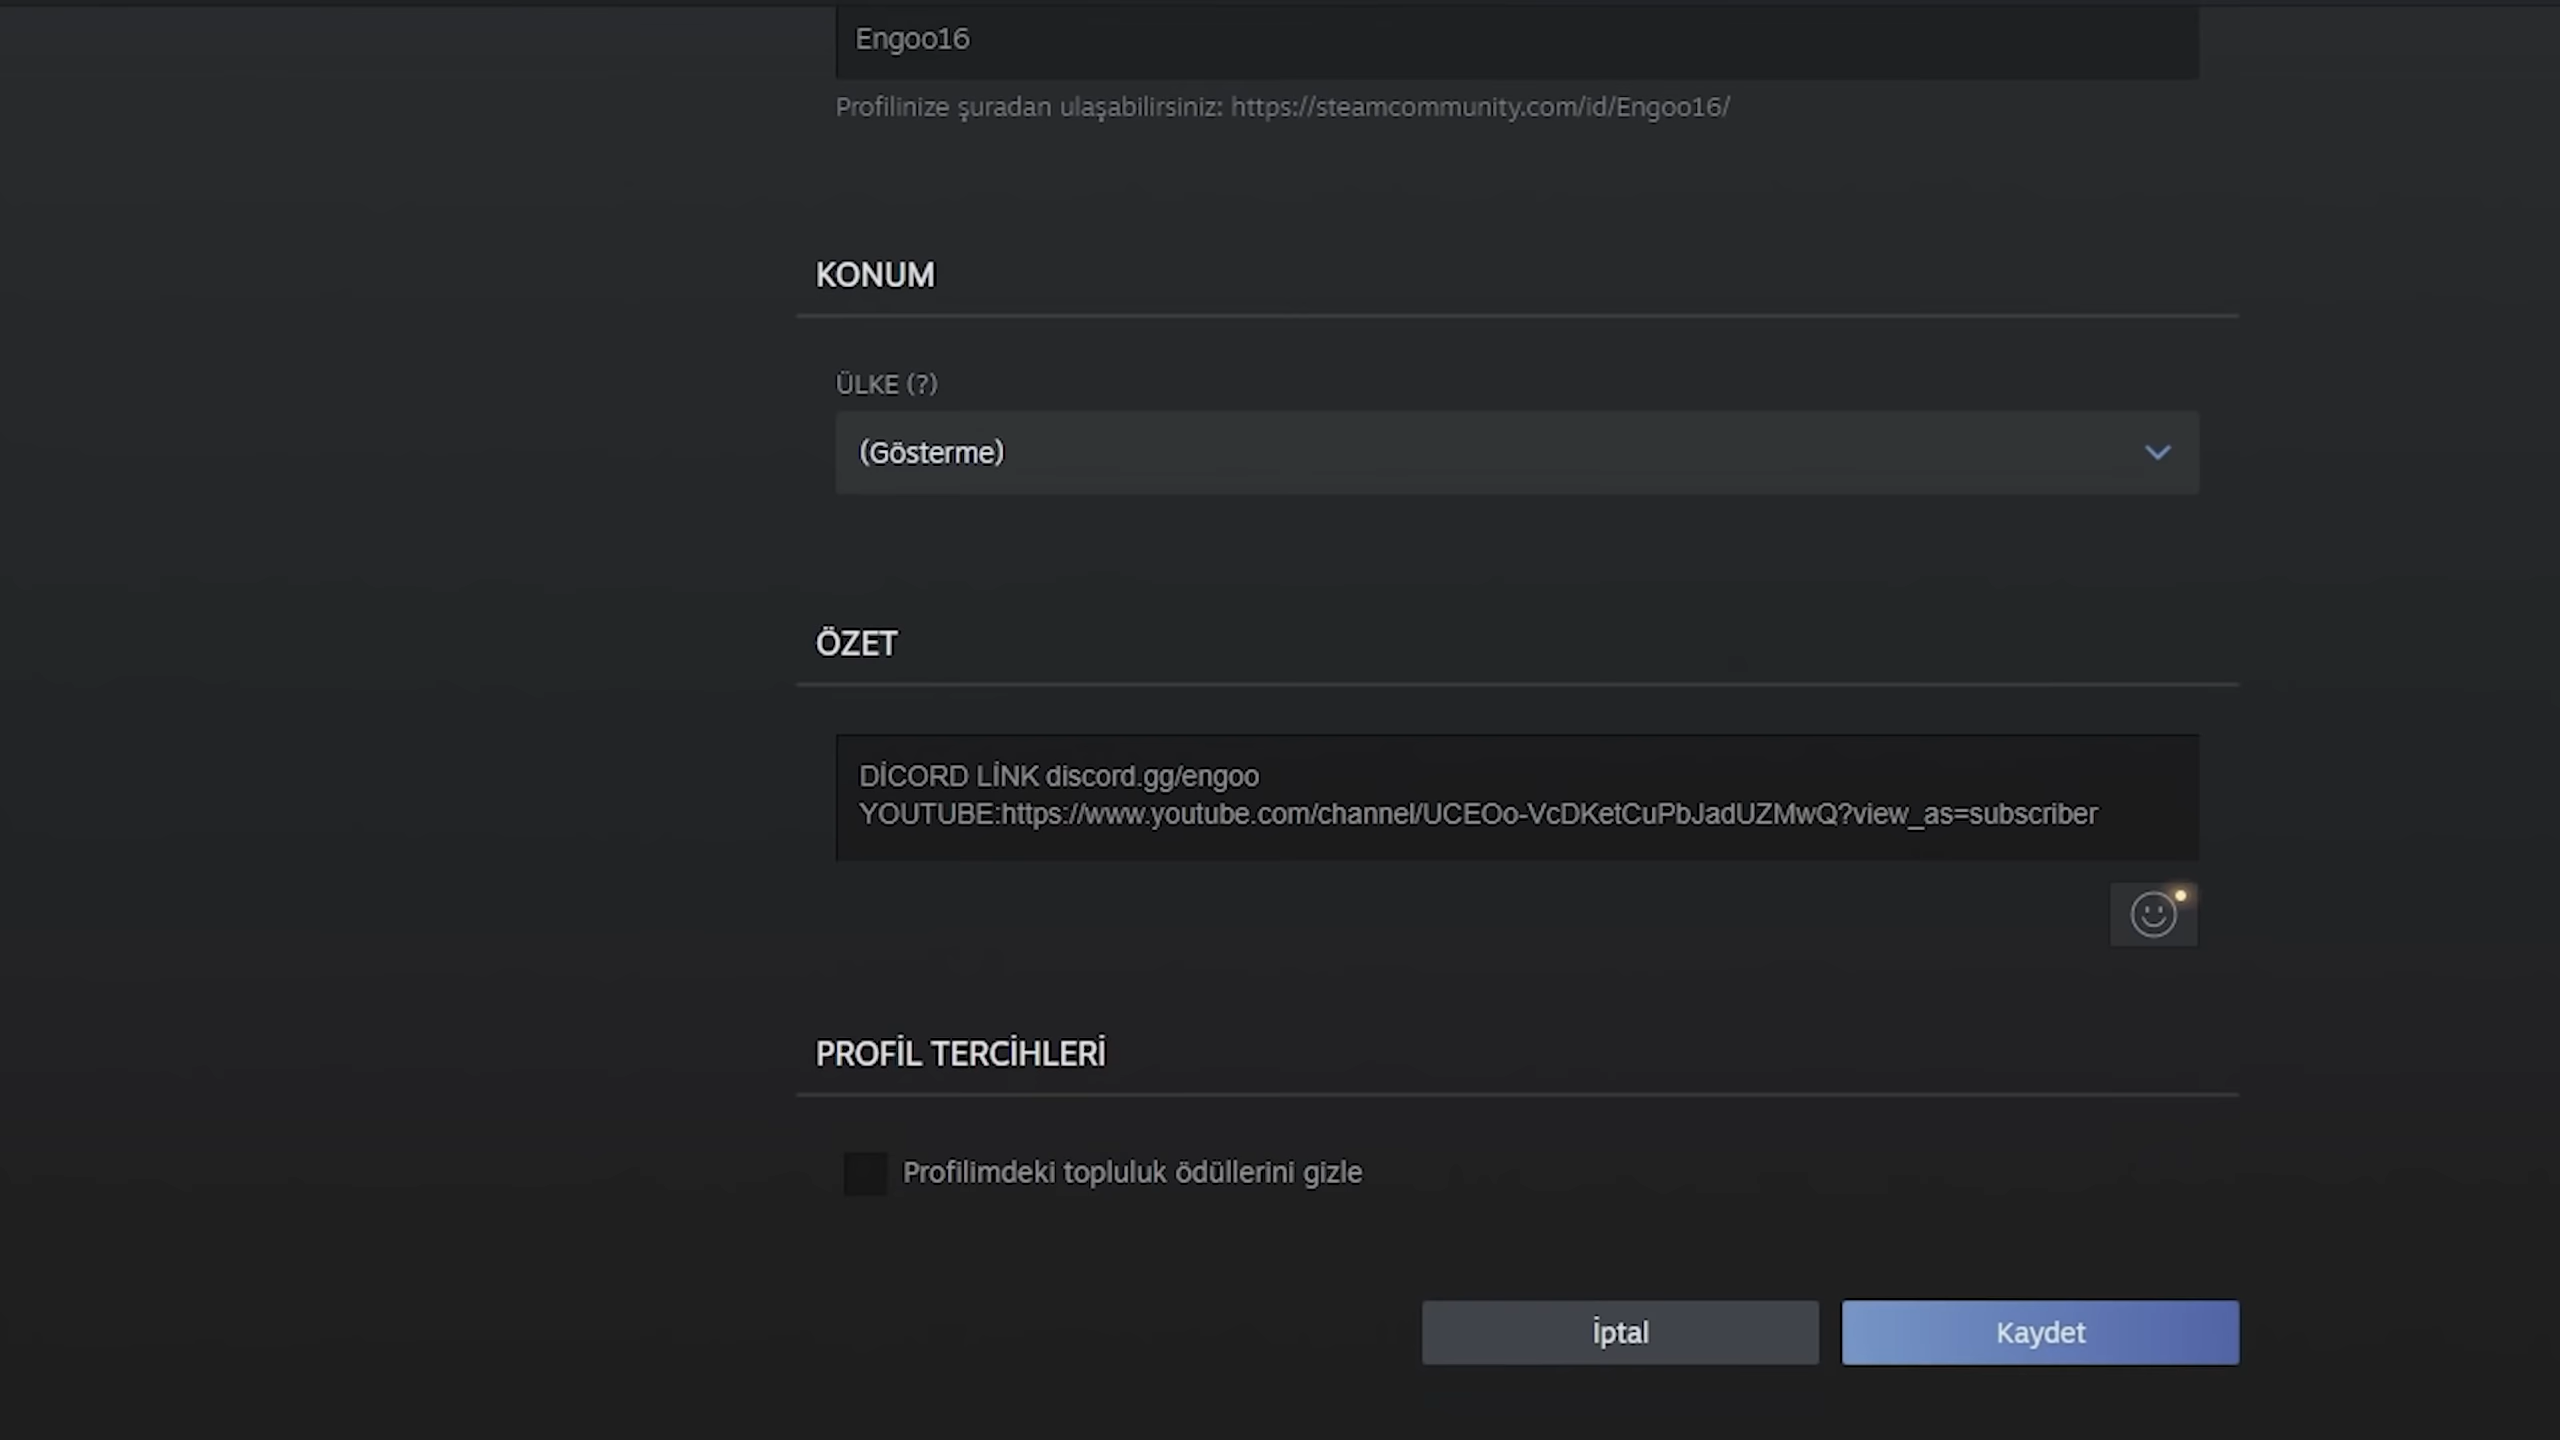 Engoo16
Profilinize şuradan ulaşabilirsiniz: https://steamcommunity.com/id/Engoo16/
KONUM
ÜLKE (?)
(Gösterme)
ÖZET
DİCORD LİNK discord.gg/engoo
YOUTUBE:https://www.youtube.com/channel/UCEOo-VcDKetCuPbJadUZMwQ?view_as=subscriber
PROFİL TERCİHLERİ
Profilimdeki topluluk ödüllerini gizle
İptal
Kaydet